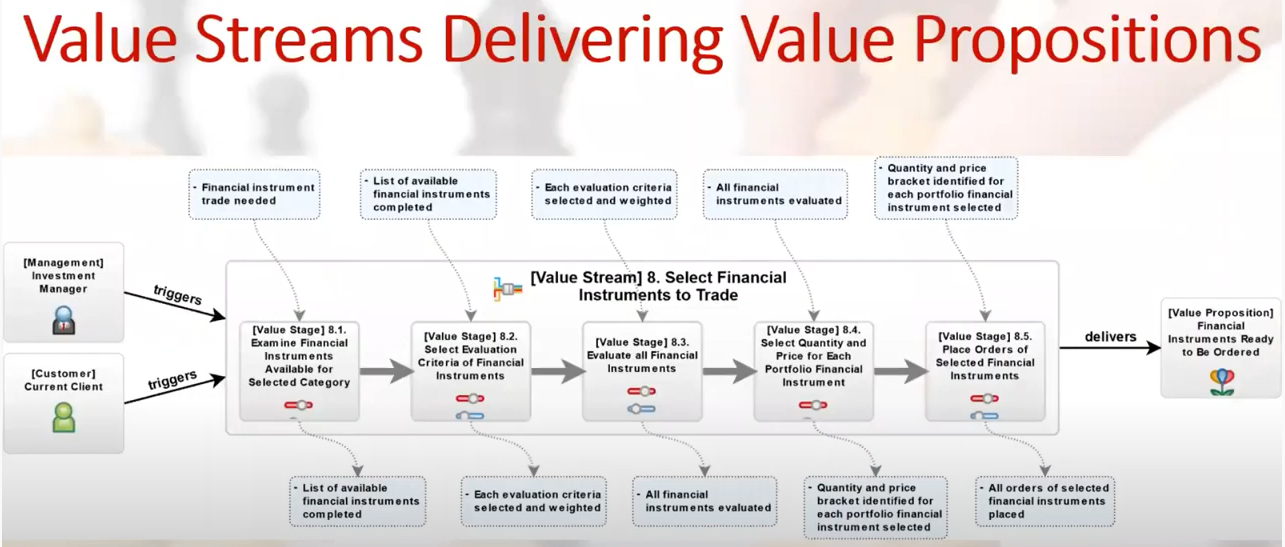 Value Streams Delivering Value Propositions
- Financial instrument
trade needed
- List of available
financial instruments
completed
- Each evaluation criteria
selected and weighted
- All financial
instruments evaluated
- Quantity and price
bracket identified for
each portfolio financial
instrument selected
[Management]
Investment
Manager
triggers
[Customer]
Current Client
triggers
[Value Stream] 8. Select Financial
Instruments to Trade
[Value Stage] 8.1.
Examine Financial
Instruments
Available for
Selected Category
[Value Stage] 8.2.
Select Evaluation
Criteria of Financial
Instruments
[Value Stage] 8.3.
Evaluate all Financial
Instruments
[Value Stage] 8.4.
Select Quantity and
Price for Each
Portfolio Financial
Instrument
[Value Stage] 8.5.
Place Orders of
Selected Financial
Instruments
delivers
[Value Proposition]
Financial
Instruments Ready
to Be Ordered
- List of available
financial instruments
completed
- Each evaluation criteria
selected and weighted
- All financial
instruments evaluated
- Quantity and price
bracket identified for
each portfolio financial
instrument selected
- All orders of selected
financial instruments
placed